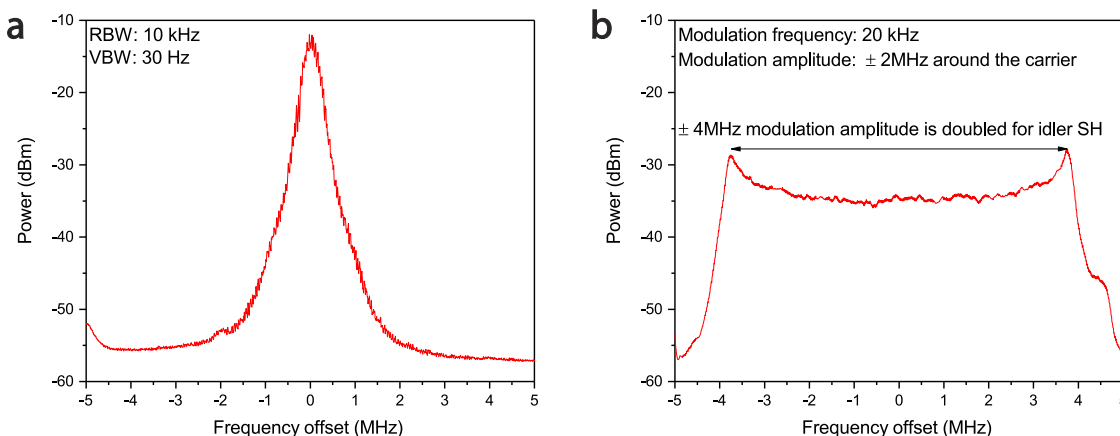 a
RBW: 10 kHz
VBW: 30 Hz
-10
-20
-30
-40
-50
-60
Power (dBm)
-5 -4 -3 -2 -1 0 1 2 3 4 5
Frequency offset (MHz)
b
Modulation frequency: 20 kHz
Modulation amplitude: ± 2MHz around the carrier
± 4MHz modulation amplitude is doubled for idler SH
-10
-20
-30
-40
-50
-60
Power (dBm)
-5 -4 -3 -2 -1 0 1 2 3 4 5
Frequency offset (MHz)